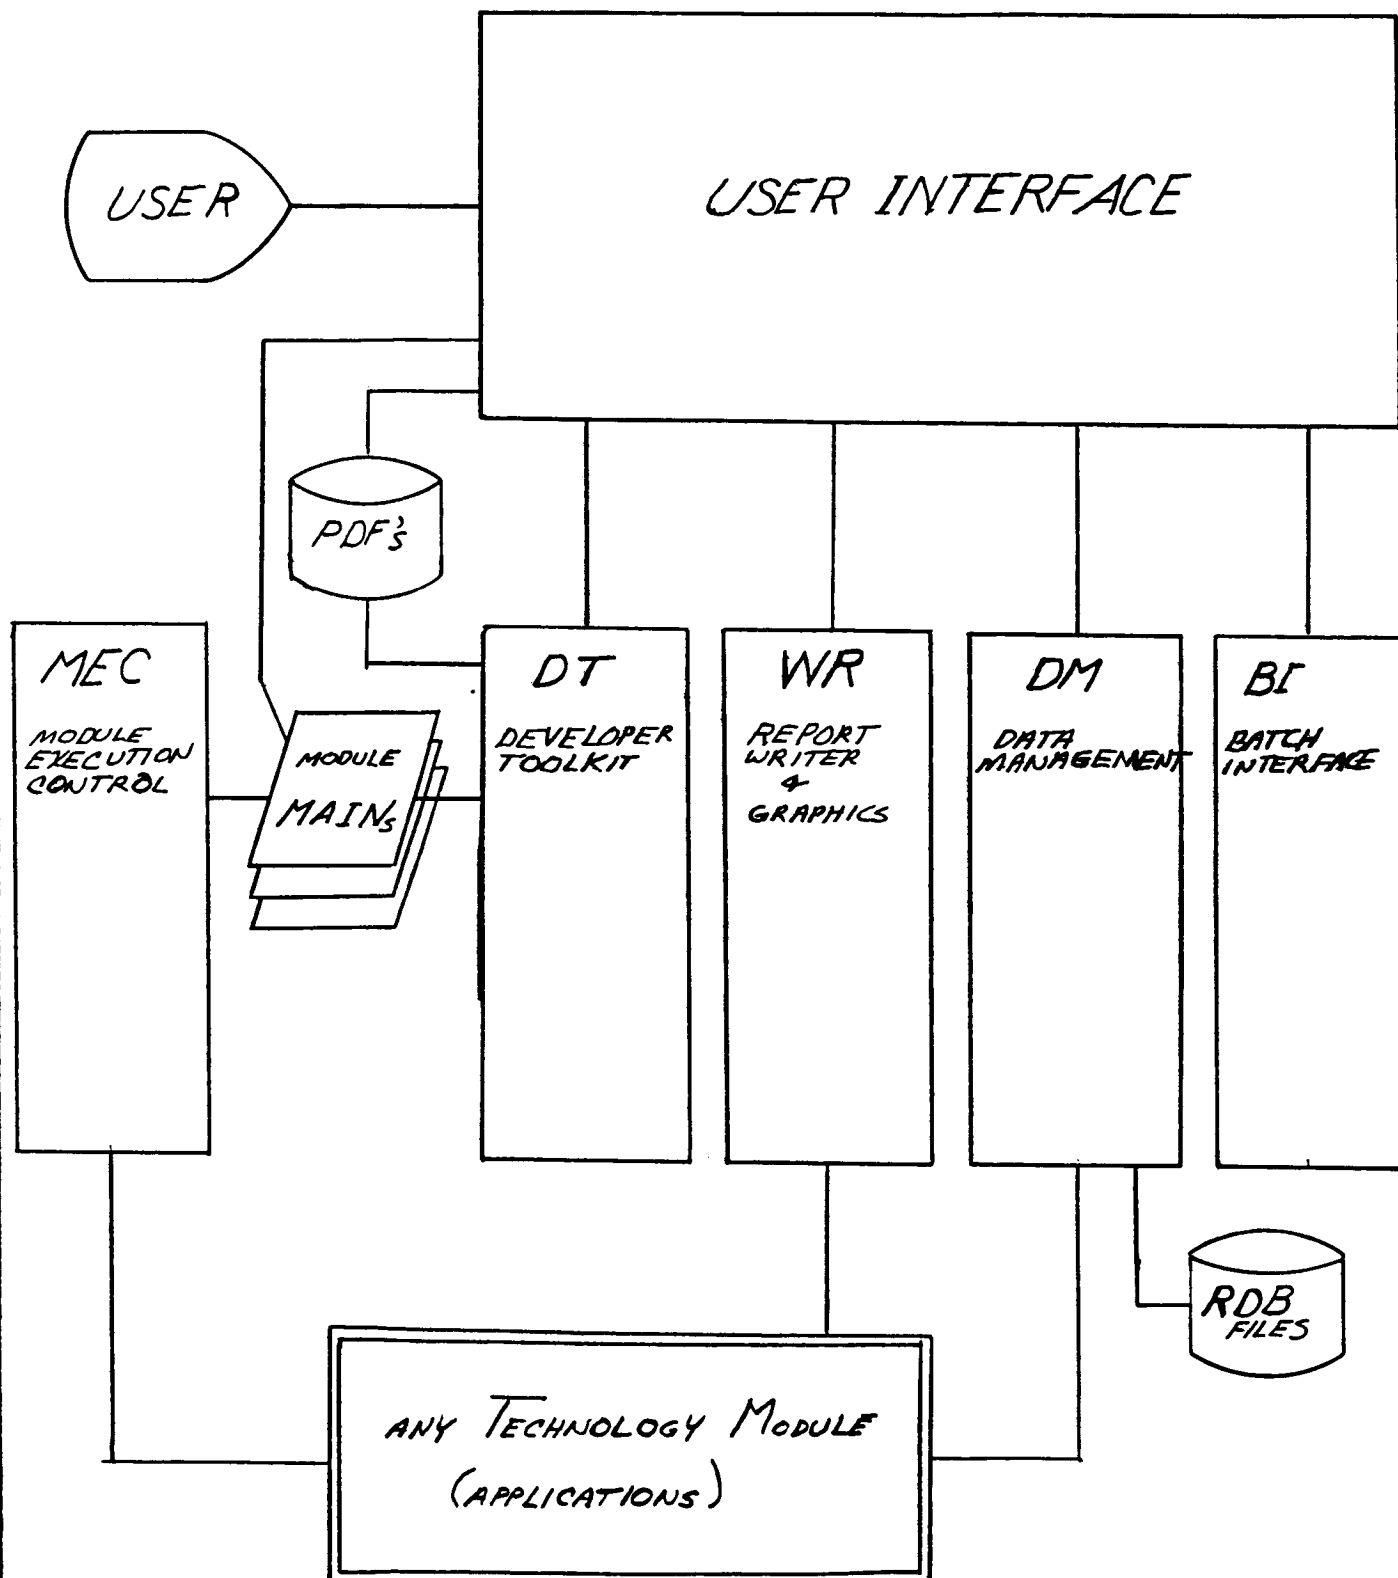 USER
USER INTERFACE
PDF's
MEC
MODULE
EXECUTION
CONTROL
MODULE
MAINs
DT
DEVELOPER
TOOLKIT
WR
REPORT
WRITER
&
GRAPHICS
DM
DATA
MANAGEMENT
BI
BATCH
INTERFACE
RDB
FILES
ANY TECHNOLOGY MODULE
(APPLICATIONS)